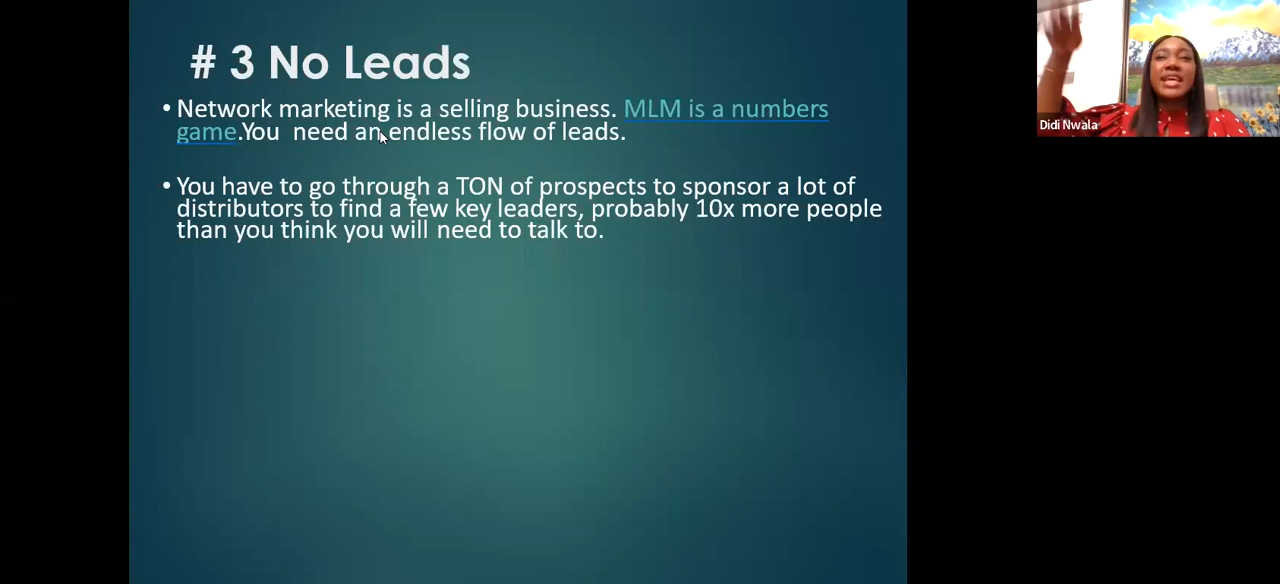 # 3 No Leads
• Network marketing is a selling business. MLM is a numbers
game.You  need an endless flow of leads.
• You have to go through a TON of prospects to sponsor a lot of
distributors to find a few key leaders, probably 10x more people
than you think you will need to talk to.
Didi Nwala